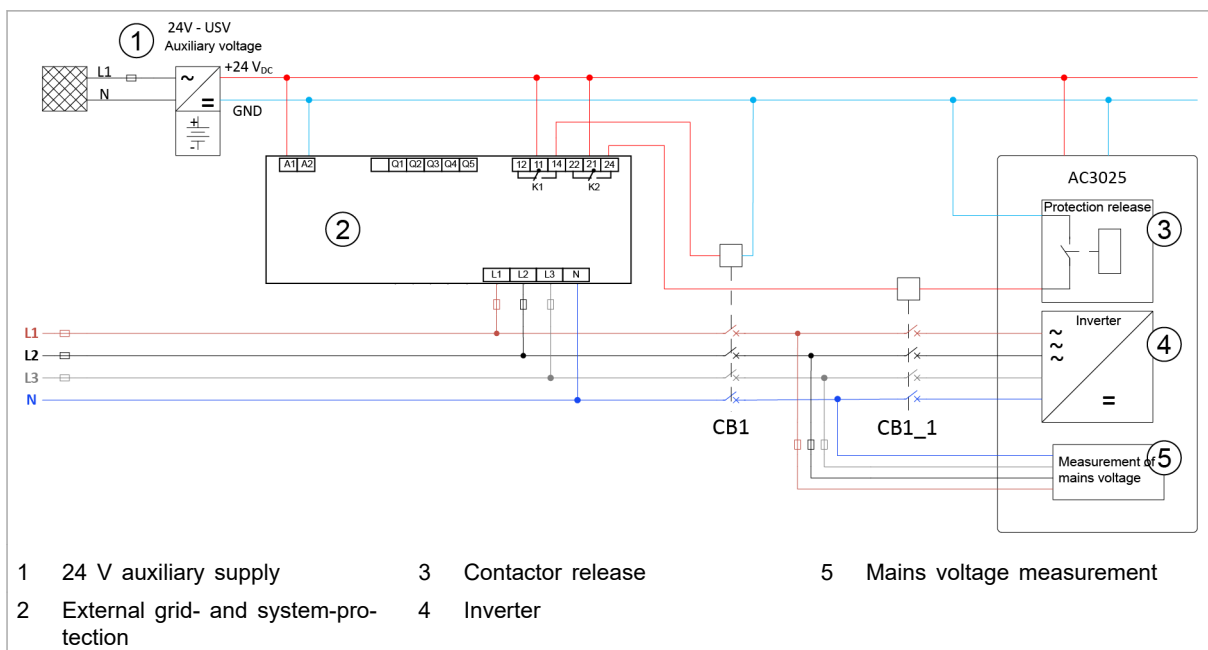 1
24V - USV
Auxiliary voltage
L1
N
~
=
+24 VDC
GND
+
-
A1 A2
Q1 Q2 Q3 Q4 Q5
12 11 14 22 21 24
K1
K2
2
L1 L2 L3 N
AC3025
Protection release
3
L1
L2
L3
N
CB1
CB1_1
Inverter
~
~
~
=
4
Measurement of
mains voltage
5
1 24 V auxiliary supply
2 External grid- and system-pro-
tection
3 Contactor release
4 Inverter
5 Mains voltage measurement